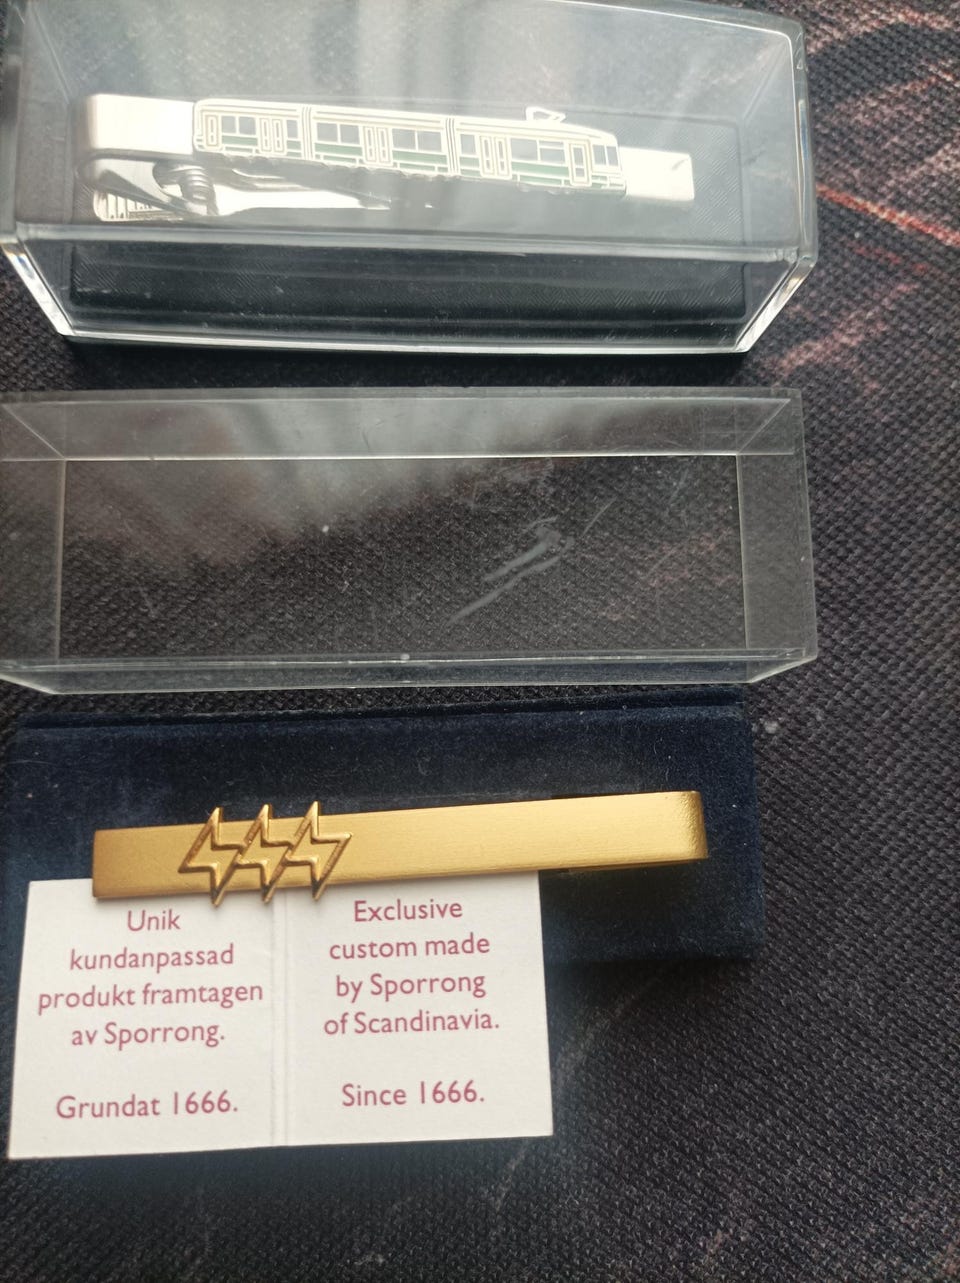 Unik
kundanpassad
produkt framtagen
av Sporrong.
Grundat 1666.
Exclusive
custom made
by Sporrong
of Scandinavia.
Since 1666.